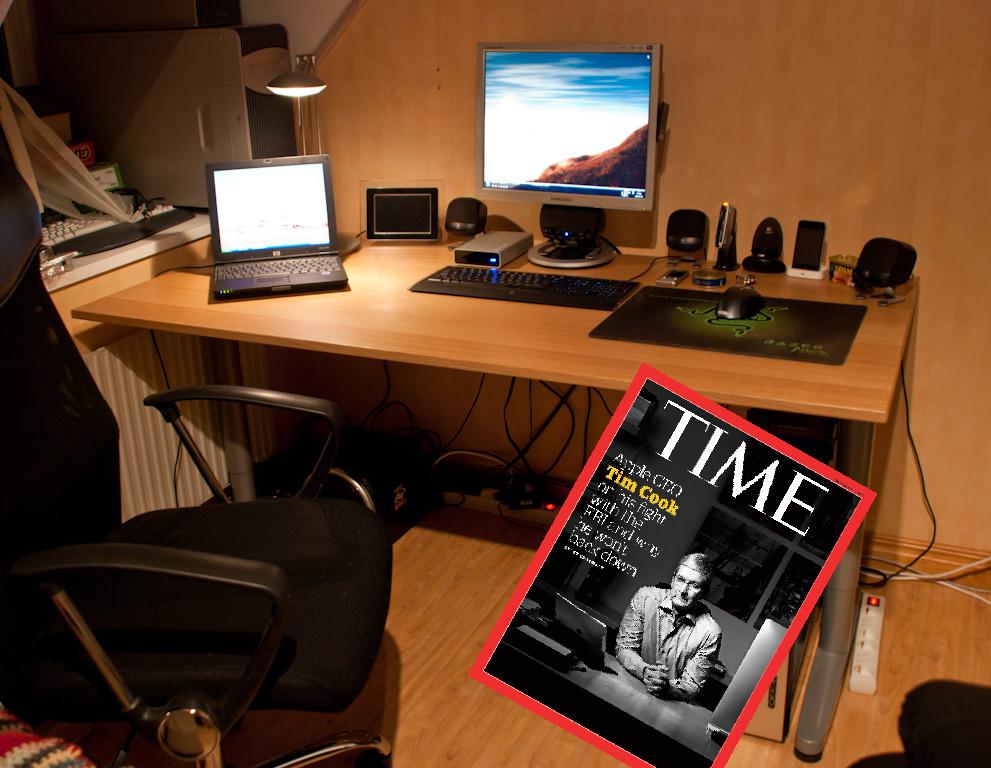 SAMSUNG
RAZER
TIME
Apple CEO
Tim Cook
on his fight
with the
FBI and why
he won't
back down